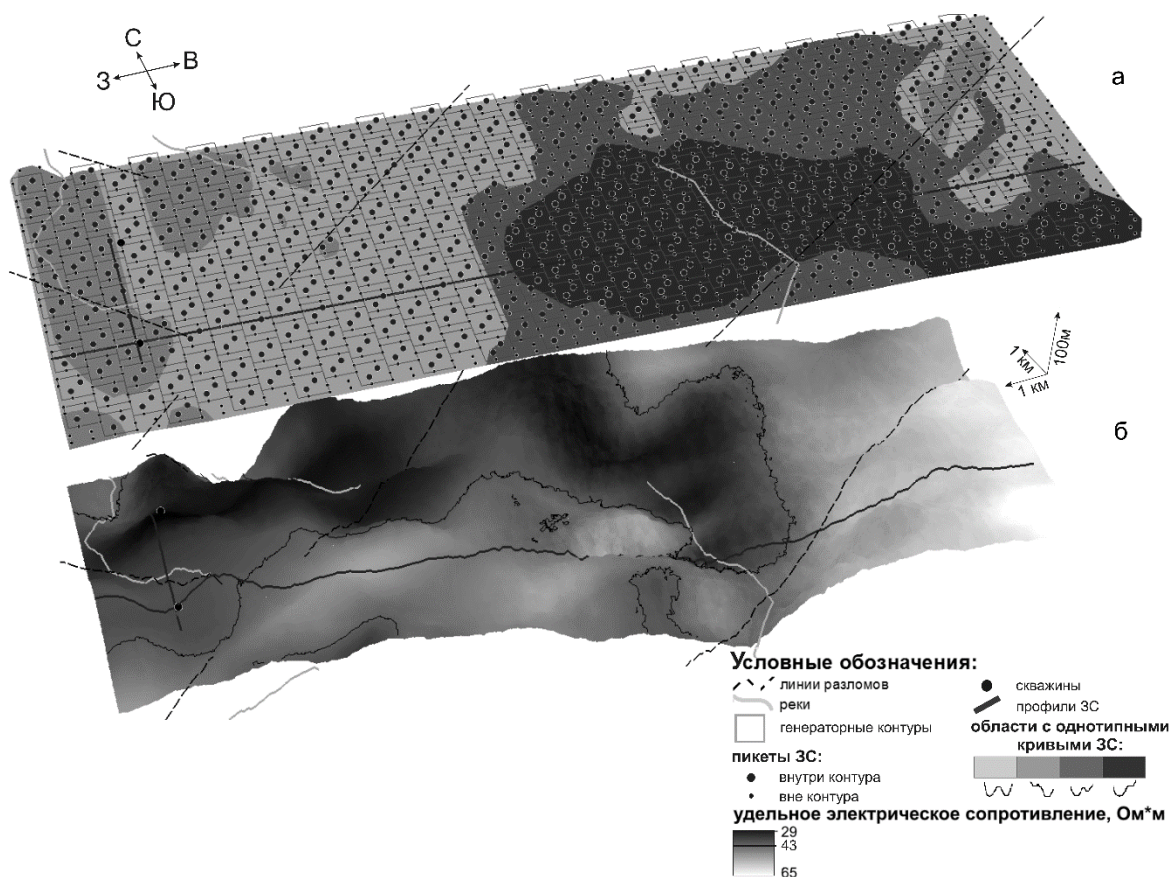 С
З В
Ю
а
100м
1 км
1 км
б
Условные обозначения:
линии разломов
реки
генераторные контуры
пикеты ЗС:
внутри контура
вне контура
скважины
профили ЗС
области с однотипными
кривыми ЗС:
удельное электрическое сопротивление, Ом*м
29
43
65